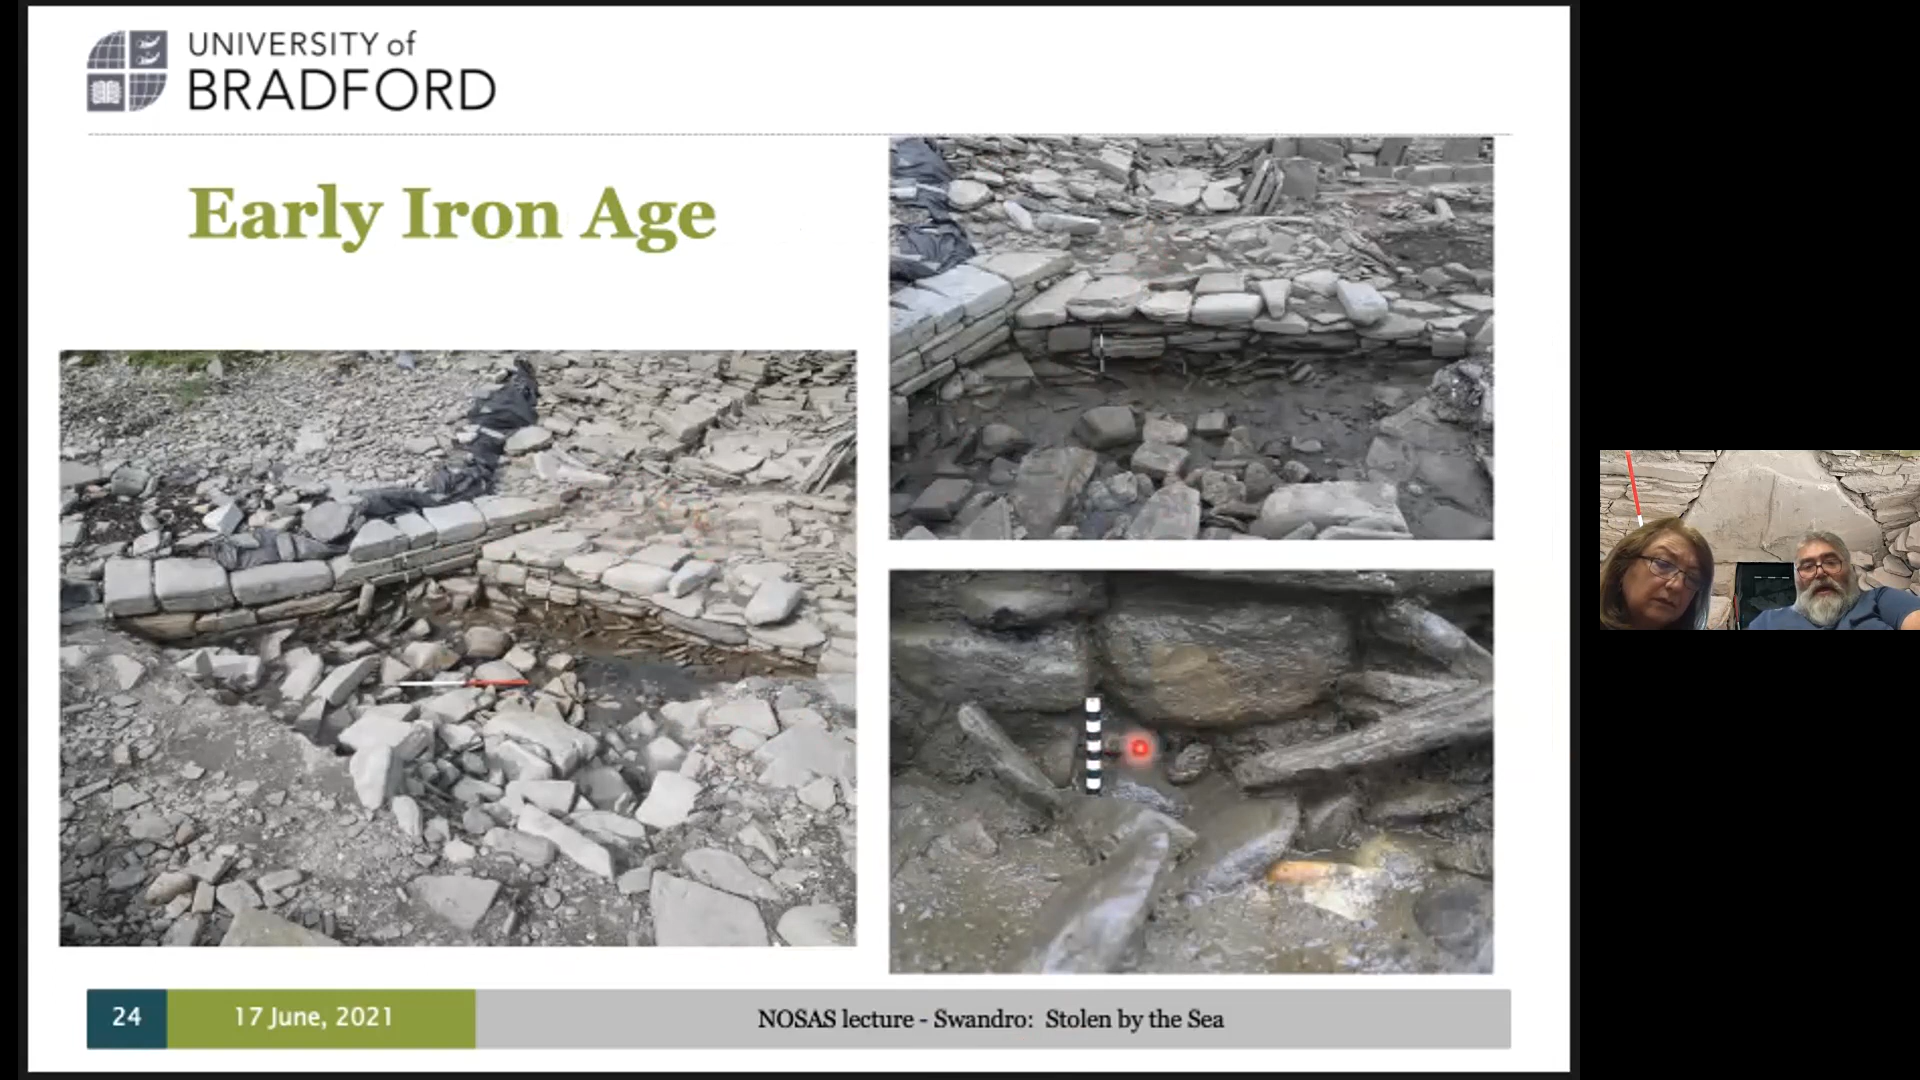 UNIVERSITY of
BRADFORD
Early Iron Age
24
17 June, 2021
NOSAS lecture - Swandro: Stolen by the Sea